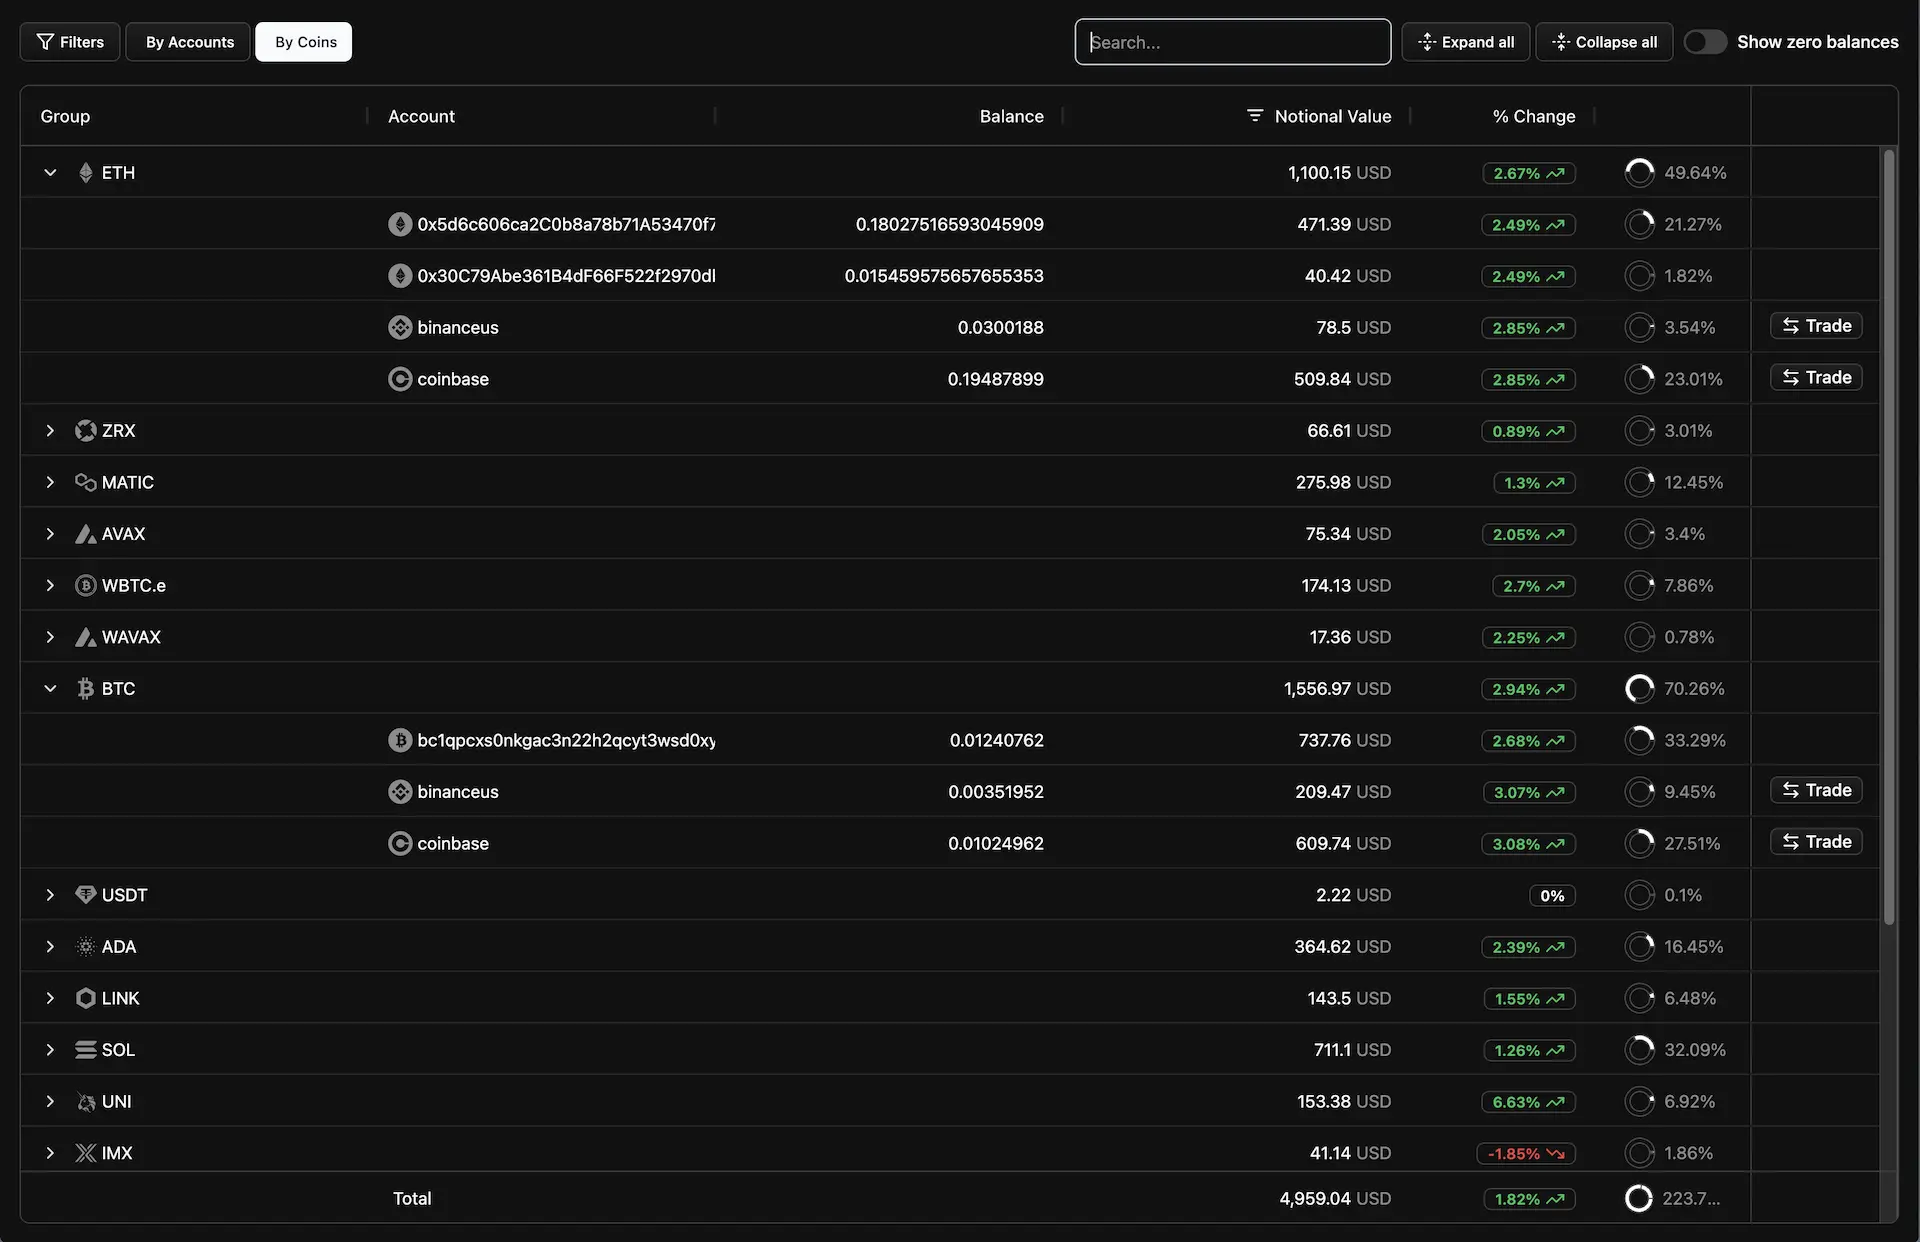 Filters By Accounts By Coins Search... Expand all Collapse all Show zero balances
Group Account Balance Notional Value % Change
ETH 1,100.15 USD 2.67% 49.64%
0x5d6c606ca2C0b8a78b71A53470f7 0.18027516593045909 471.39 USD 2.49% 21.27%
0x30C79Abe361B4dF66F522f2970d 0.015459575657655353 40.42 USD 2.49% 1.82%
binanceus 0.0300188 78.5 USD 2.85% 3.54% Trade
coinbase 0.19487899 509.84 USD 2.85% 23.01% Trade
ZRX 66.61 USD 0.89% 3.01%
MATIC 275.98 USD 1.3% 12.45%
AVAX 75.34 USD 2.05% 3.4%
WBTC.e 174.13 USD 2.7% 7.86%
WAVAX 17.36 USD 2.25% 0.78%
BTC 1,556.97 USD 2.94% 70.26%
bc1qpcxs0nkgac3n22h2qcyt3wsd0xy 0.01240762 737.76 USD 2.68% 33.29%
binanceus 0.00351952 209.47 USD 3.07% 9.45% Trade
coinbase 0.01024962 609.74 USD 3.08% 27.51% Trade
USDT 2.22 USD 0% 0.1%
ADA 364.62 USD 2.39% 16.45%
LINK 143.5 USD 1.55% 6.48%
SOL 711.1 USD 1.26% 32.09%
UNI 153.38 USD 6.63% 6.92%
IMX 41.14 USD -1.85% 1.86%
Total 4,959.04 USD 1.82% 223.7...